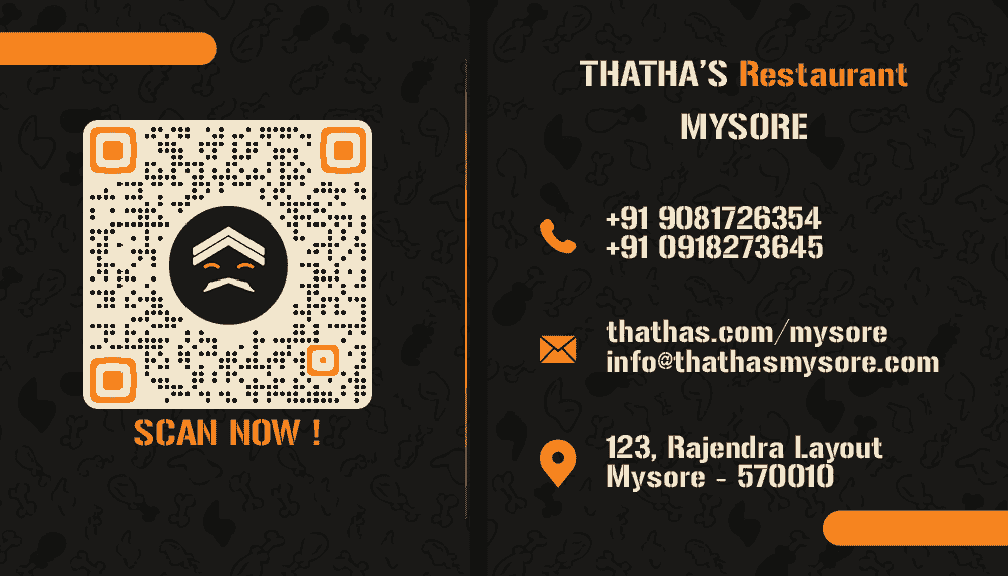 SCAN NOW !
THATHA'S Restaurant
MYSORE
+91 9081726354
+91 0918273645
thathas.com/mysore
info@thathasmysore.com
123, Rajendra Layout
Mysore - 570010